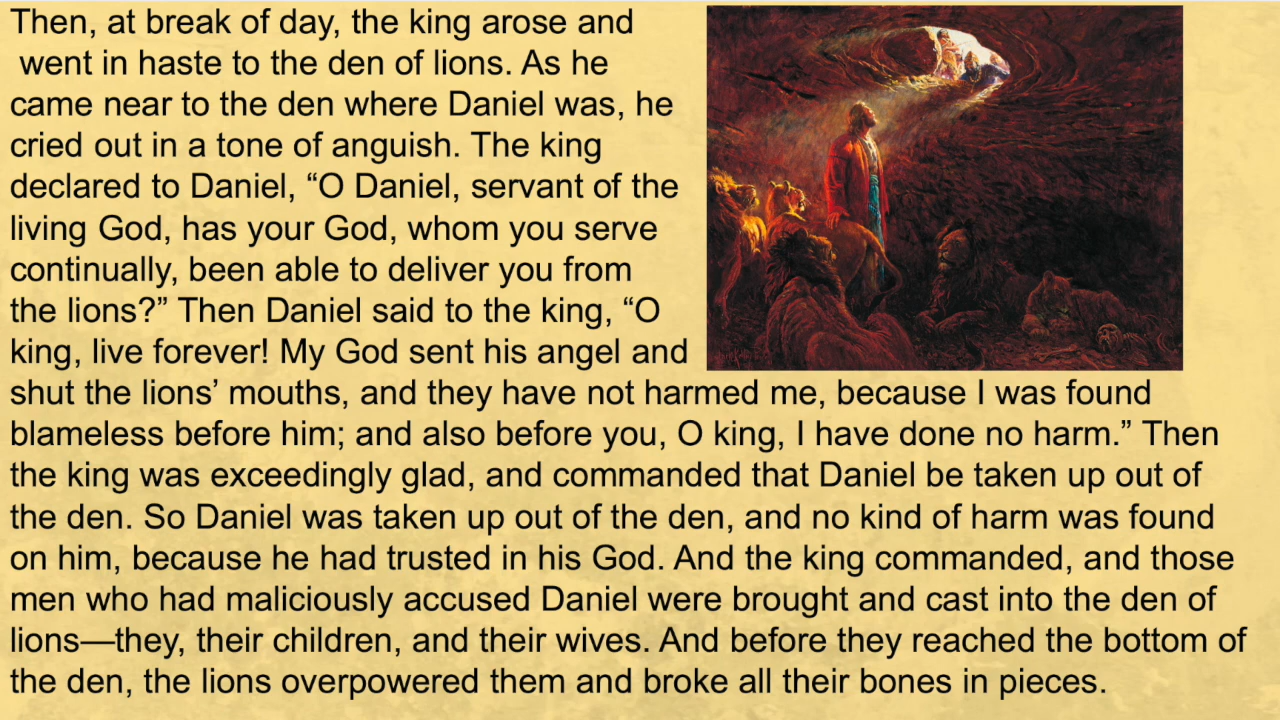 Then, at break of day, the king arose and
went in haste to the den of lions. As he
came near to the den where Daniel was, he
cried out in a tone of anguish. The king
declared to Daniel, “O Daniel, servant of the
living God, has your God, whom you serve
continually, been able to deliver you from
the lions?” Then Daniel said to the king, “O
king, live forever! My God sent his angel and
shut the lions’ mouths, and they have not harmed me, because I was found
blameless before him; and also before you, O king, I have done no harm.” Then
the king was exceedingly glad, and commanded that Daniel be taken up out of
the den. So Daniel was taken up out of the den, and no kind of harm was found
on him, because he had trusted in his God. And the king commanded, and those
men who had maliciously accused Daniel were brought and cast into the den of
lions—they, their children, and their wives. And before they reached the bottom of
the den, the lions overpowered them and broke all their bones in pieces.